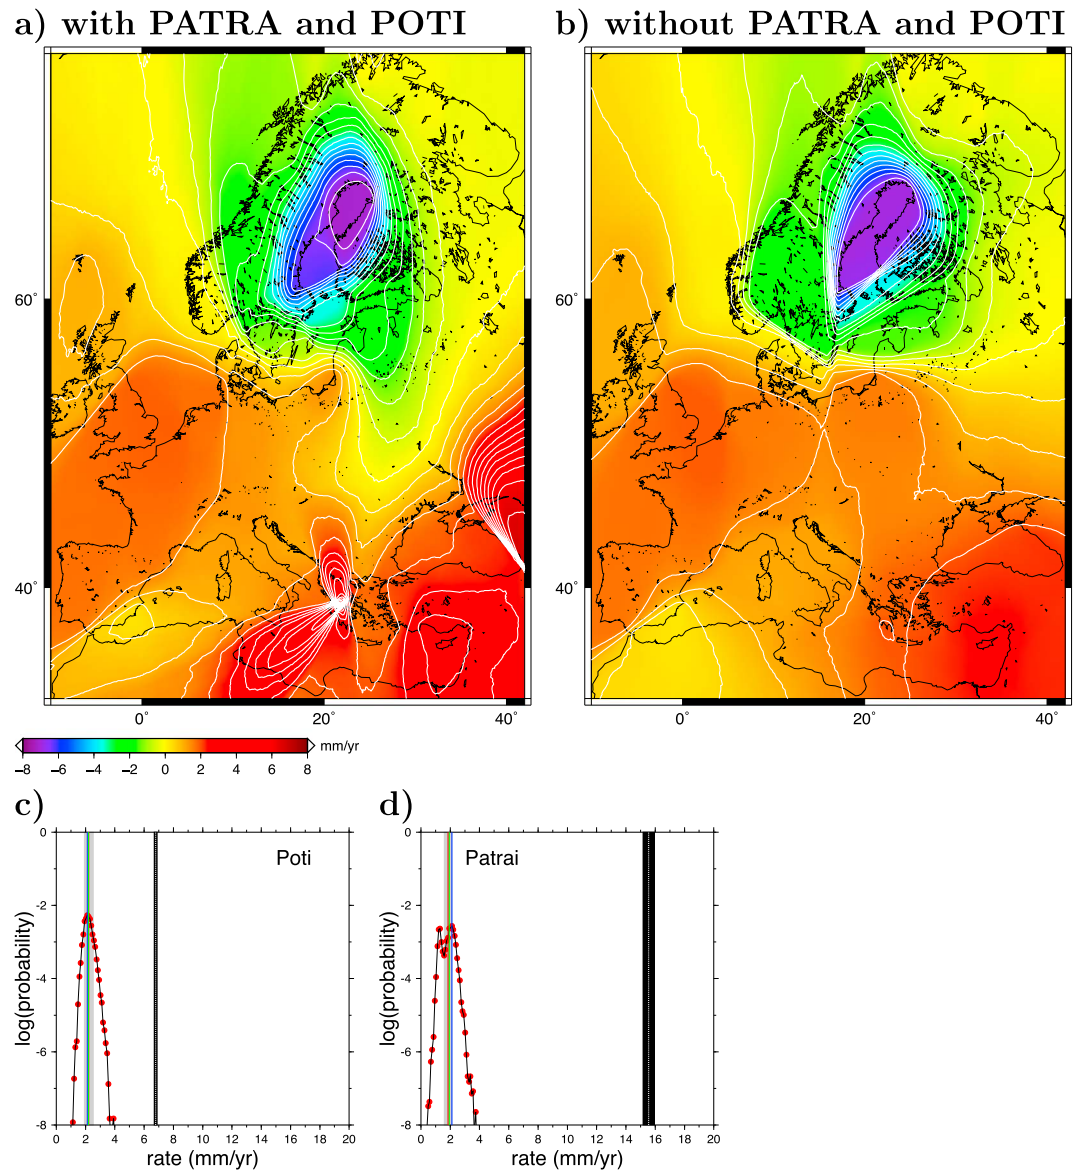 a) with PATRA and POTI
b) without PATRA and POTI
60°
40°
0°
20°
40°
60°
40°
0°
20°
40°
−8
−6
−4
−2
0
2
4
6
8
mm/yr
c)
0
-2
-4
-6
-8
log(probability)
Poti
0 2 4 6 8 10 12 14 16 18 20
rate (mm/yr)
d)
0
-2
-4
-6
-8
log(probability)
Patrai
0 2 4 6 8 10 12 14 16 18 20
rate (mm/yr)